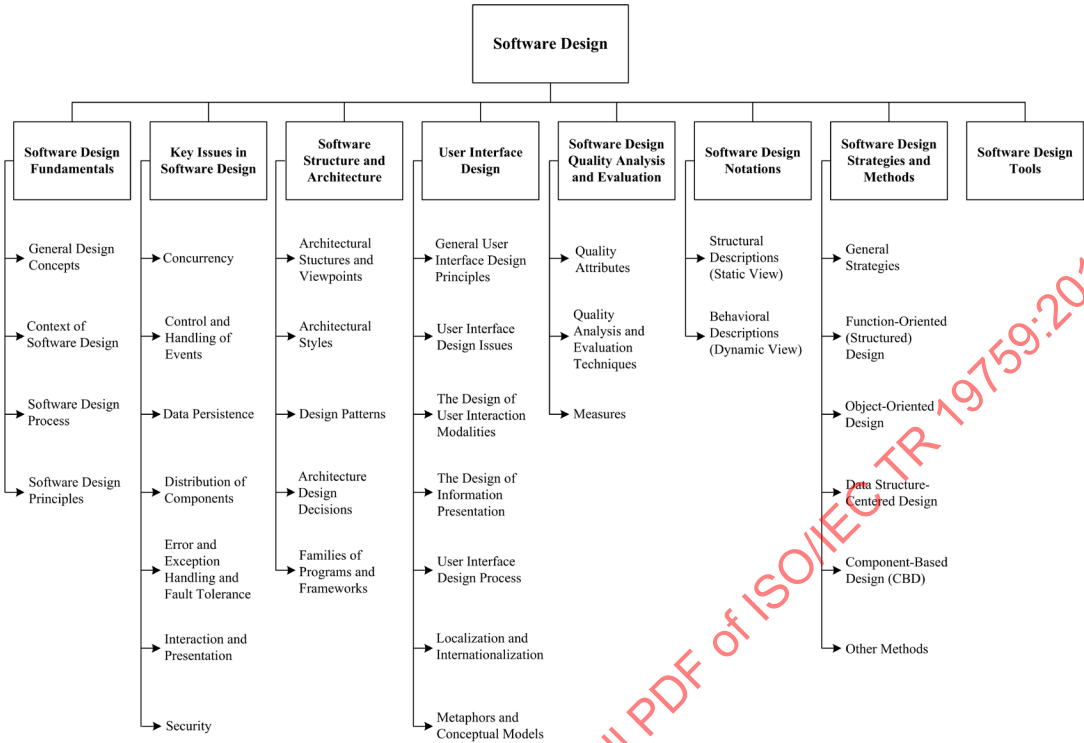 Software Design
Software Design
Fundamentals
General Design
Concepts
Context of
Software Design
Software Design
Process
Software Design
Principles
Key Issues in
Software Design
Concurrency
Control and
Handling of
Events
Data Persistence
Distribution of
Components
Error and
Exception
Handling and
Fault Tolerance
Interaction and
Presentation
Security
Software
Structure and
Architecture
Architectural
Stuctures and
Viewpoints
Architectural
Styles
Design Patterns
Architecture
Design
Decisions
Families of
Programs and
Frameworks
User Interface
Design
General User
Interface Design
Principles
User Interface
Design Issues
The Design of
User Interaction
Modalities
The Design of
Information
Presentation
User Interface
Design Process
Localization and
Internationalization
Metaphors and
Conceptual Models
Software Design
Quality Analysis
and Evaluation
Quality
Attributes
Quality
Analysis and
Evaluation
Techniques
Measures
Software Design
Notations
Structural
Descriptions
(Static View)
Behavioral
Descriptions
(Dynamic View)
Software Design
Strategies and
Methods
General
Strategies
Function-Oriented
(Structured)
Design
Object-Oriented
Design
Data Structure-
Centered Design
Component-Based
Design (CBD)
Other Methods
Software Design
Tools
PDF of ISO/IEC TR 19759:201